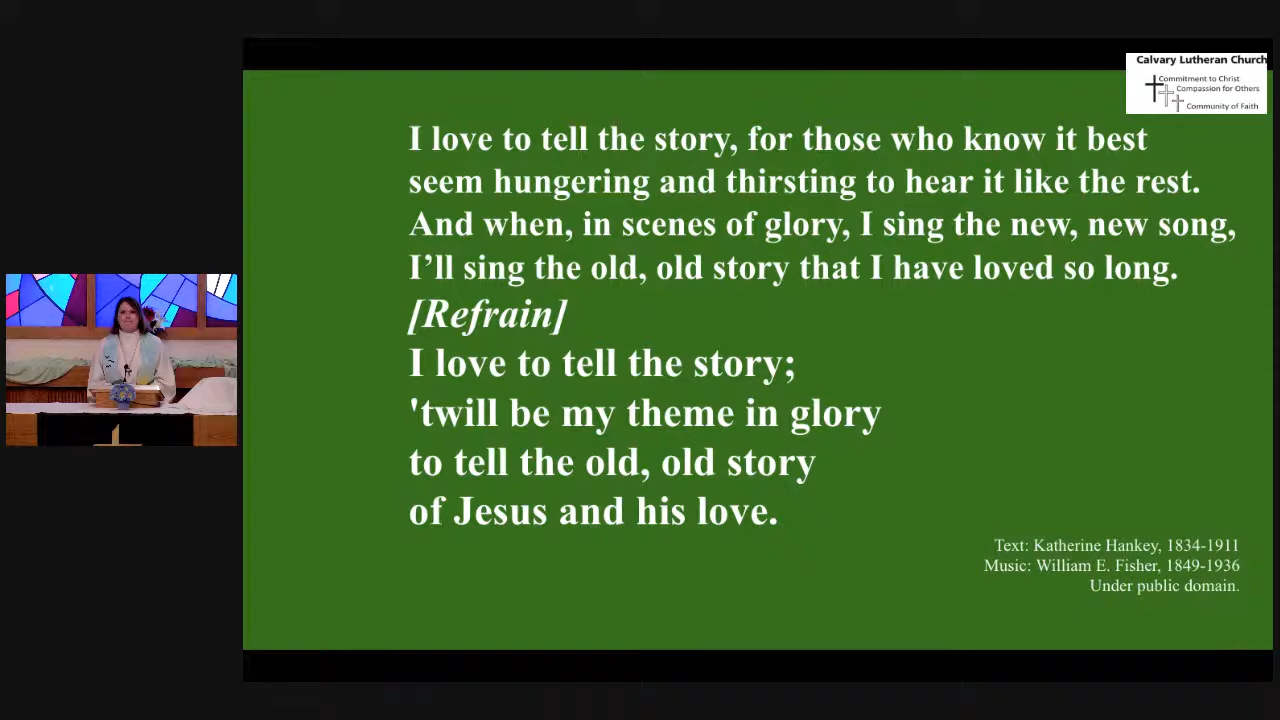 Calvary Lutheran Church
Commitment to Christ
Compassion for Others
Community of Faith
I love to tell the story, for those who know it best
seem hungering and thirsting to hear it like the rest.
And when, in scenes of glory, I sing the new, new song,
I’ll sing the old, old story that I have loved so long.
[Refrain]
I love to tell the story;
'twill be my theme in glory
to tell the old, old story
of Jesus and his love.
Text: Katherine Hankey, 1834-1911
Music: William E. Fisher, 1849-1936
Under public domain.